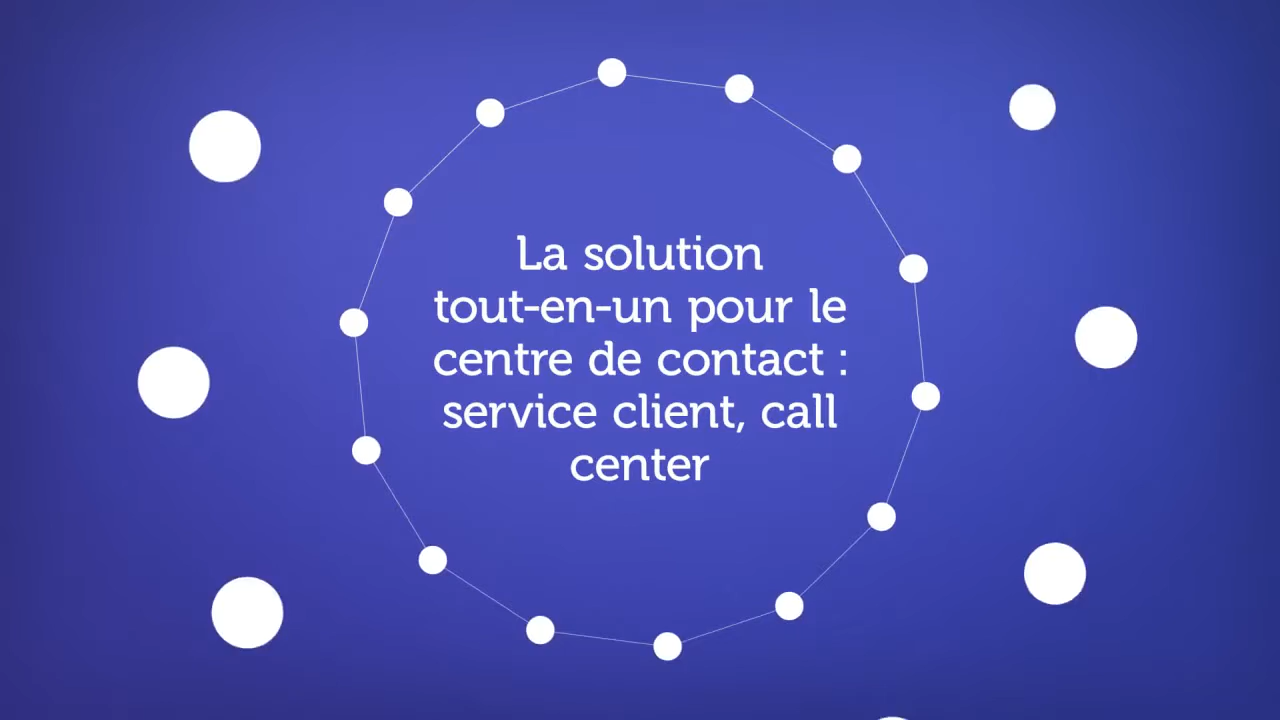 La solution
tout-en-un pour le
centre de contact :
service client, call
center